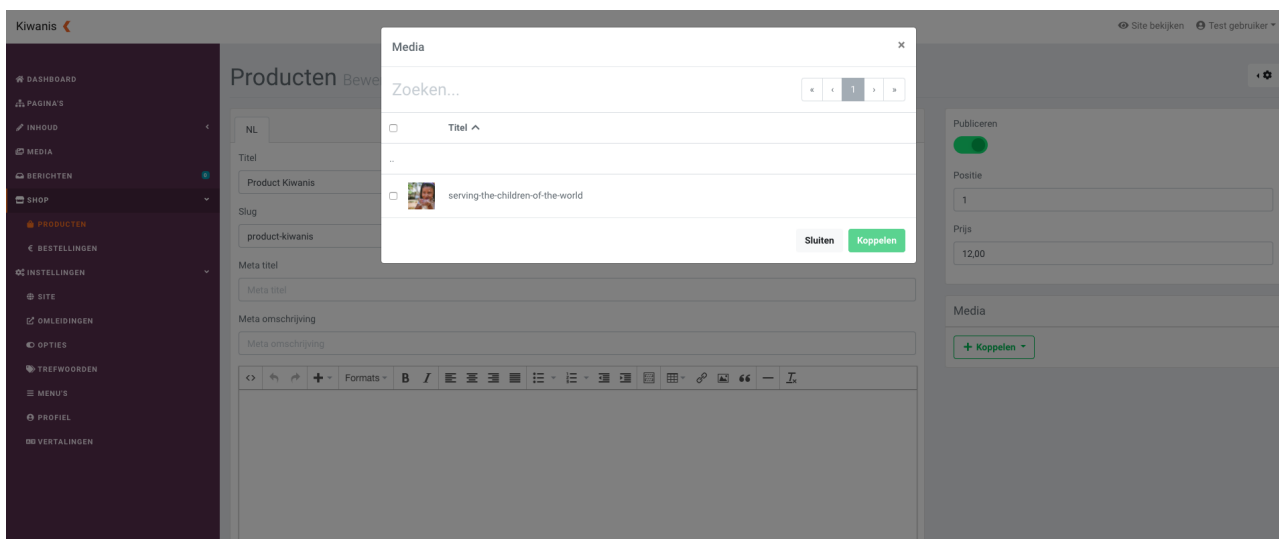 Kiwanis
Site bekijken
Test gebruiker
DASHBOARD
PAGINA'S
INHOUD
MEDIA
BERICHTEN
SHOP
PRODUCTEN
€ BESTELLINGEN
INSTELLINGEN
SITE
OMLEIDINGEN
OPTIES
TREFWOORDEN
MENU'S
PROFIEL
VERTALINGEN
Producten Bewe
NL
Titel
Product Kiwanis
Slug
product-kiwanis
Meta titel
Meta titel
Meta omschrijving
Meta omschrijving
Formats
B I
Media ×
Zoeken...
« ‹ 1 › »
Titel
..
serving-the-children-of-the-world
Sluiten Koppelen
Publiceren
Positie
1
Prijs
12,00
Media
+ Koppelen